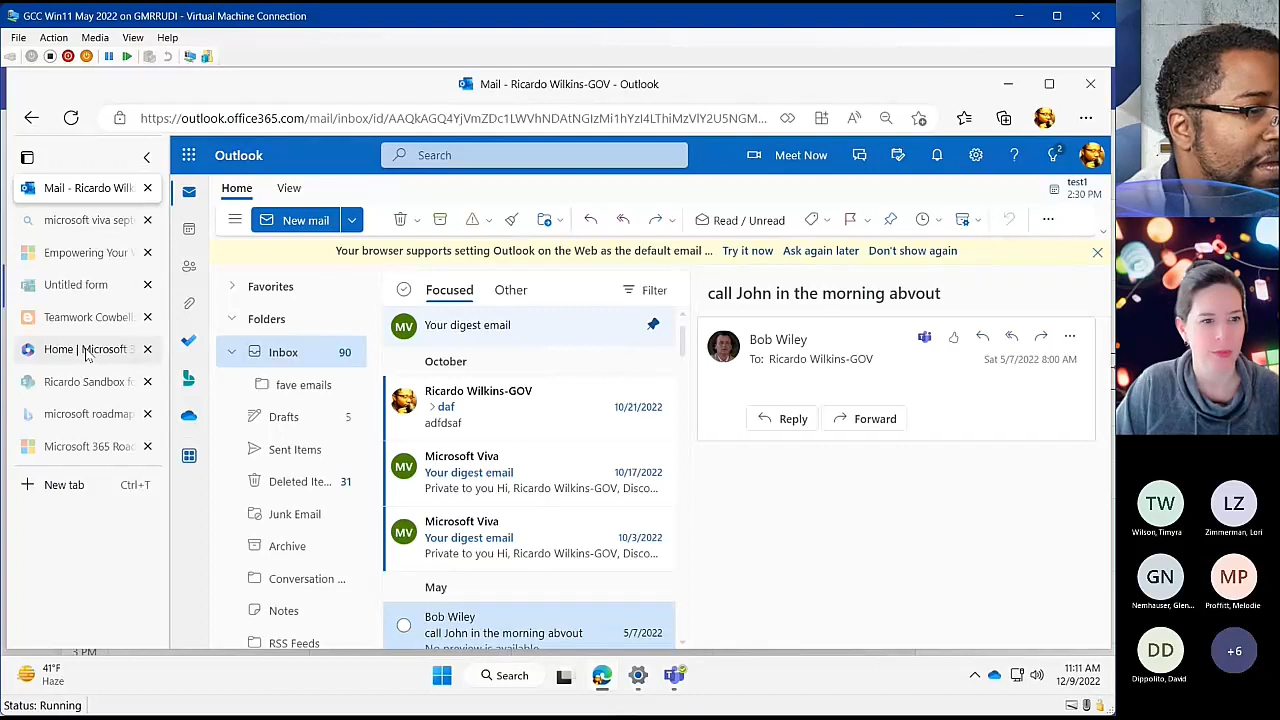 GCC Win11 May 2022 on GMRRUDI - Virtual Machine Connection
File Action Media View Help
Mail - Ricardo Wilkins-GOV - Outlook
https://outlook.office365.com/mail/inbox/id/AAQkAGQ4YjVmZDc1LWVhNDAtNGIzMi1hYzI4LThiMzVlY2U5NGM...
Outlook
Search
Meet Now
2
Mail - Ricardo Wilk
microsoft viva sept
Empowering Your V
Untitled form
Teamwork Cowbell
Home | Microsoft 3
Ricardo Sandbox fo
microsoft roadmap
Microsoft 365 Road
New tab Ctrl+T
Home View
test1
2:30 PM
New mail
Read / Unread
Your browser supports setting Outlook on the Web as the default email ... Try it now Ask again later Don't show again
Favorites
Folders
Inbox 90
fave emails
Drafts 5
Sent Items
Deleted Ite... 31
Junk Email
Archive
Conversation ...
Notes
RSS Feeds
Focused Other Filter
MV Your digest email
October
Ricardo Wilkins-GOV
daf 10/21/2022
adfdsaf
MV
Microsoft Viva
Your digest email 10/17/2022
Private to you Hi, Ricardo Wilkins-GOV, Disco...
MV
Microsoft Viva
Your digest email 10/3/2022
Private to you Hi, Ricardo Wilkins-GOV, Disco...
May
Bob Wiley
call John in the morning abvout 5/7/2022
No preview is available.
call John in the morning abvout
Bob Wiley
To: Ricardo Wilkins-GOV
Sat 5/7/2022 8:00 AM
Reply Forward
3 PM
41°F
Haze
Search
11:11 AM
12/9/2022
Status: Running
TW
Wilson, Timyra
LZ
Zimmerman, Lori
GN
Nemhauser, Glen...
MP
Proffitt, Melodie
DD
Dippolito, David
+6